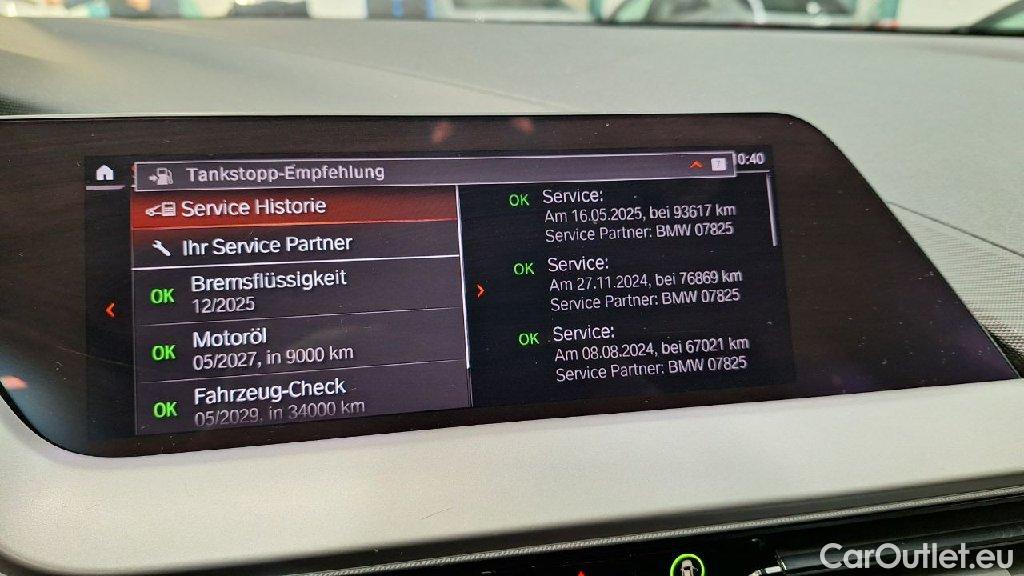 Tankstopp-Empfehlung
7
0:40
Service Historie
Ihr Service Partner
OK
Bremsflüssigkeit
12/2025
OK
Motoröl
05/2027, in 9000 km
OK
Fahrzeug-Check
05/2029, in 34000 km
OK
Service:
Am 16.05.2025, bei 93617 km
Service Partner: BMW 07825
OK
Service:
Am 27.11.2024, bei 76869 km
Service Partner: BMW 07825
OK
Service:
Am 08.08.2024, bei 67021 km
Service Partner: BMW 07825
CarOutlet.eu